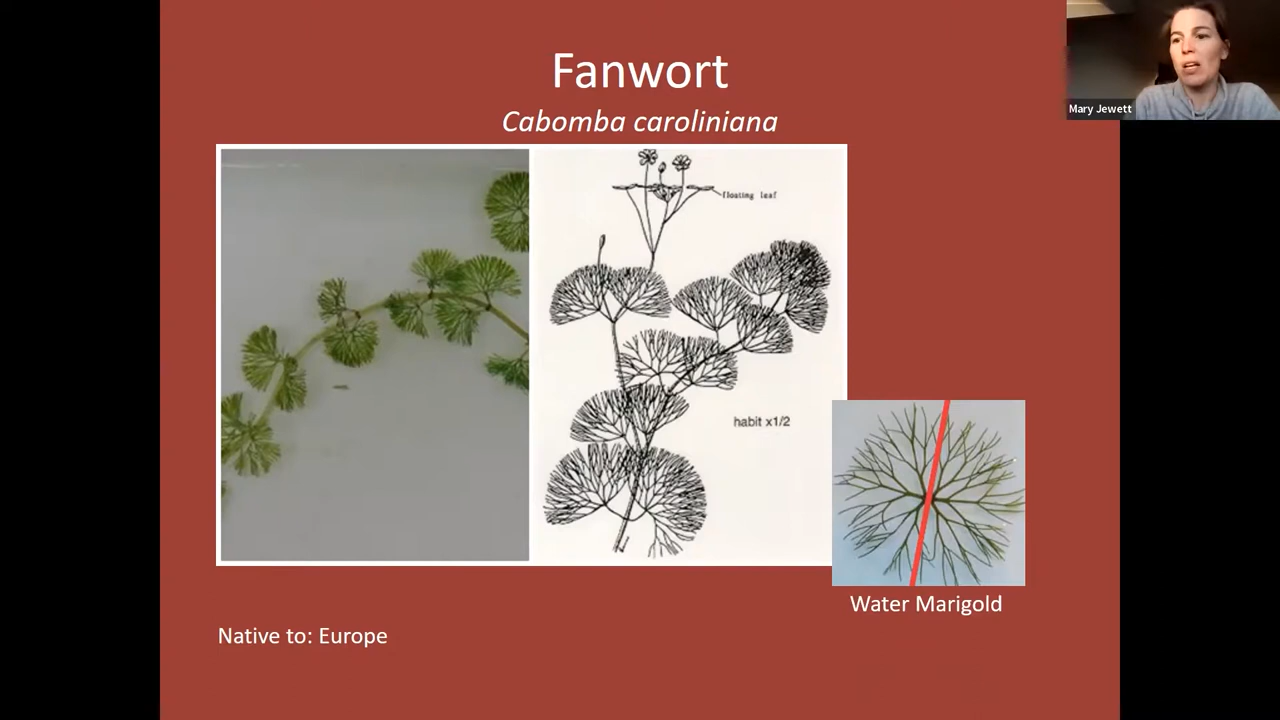 Fanwort
Cabomba caroliniana
floating leaf
habit x1/2
Water Marigold
Native to: Europe
Mary Jewett